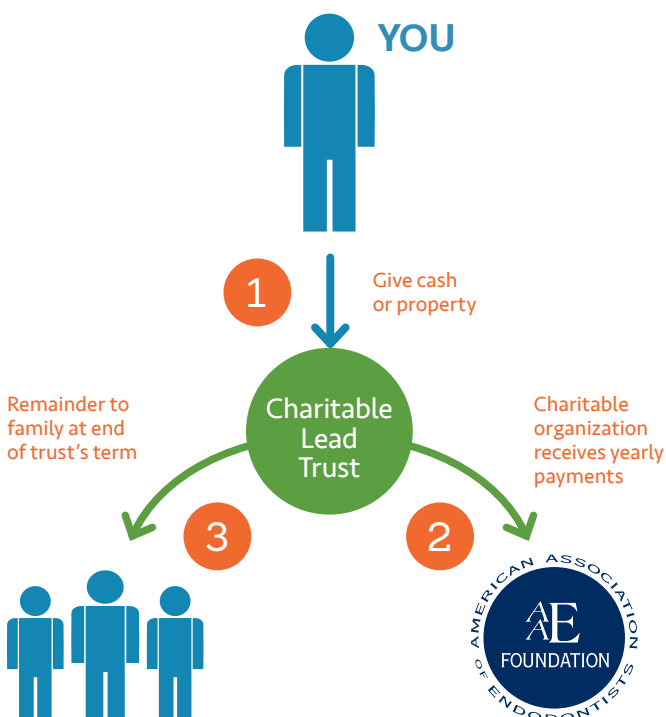 YOU
1
Give cash
or property
Charitable
Lead
Trust
Remainder to
family at end
of trust’s term
Charitable
organization
receives yearly
payments
3
2
AMERICAN ASSOCIATION
OF ENDODONTISTS
AAE
FOUNDATION